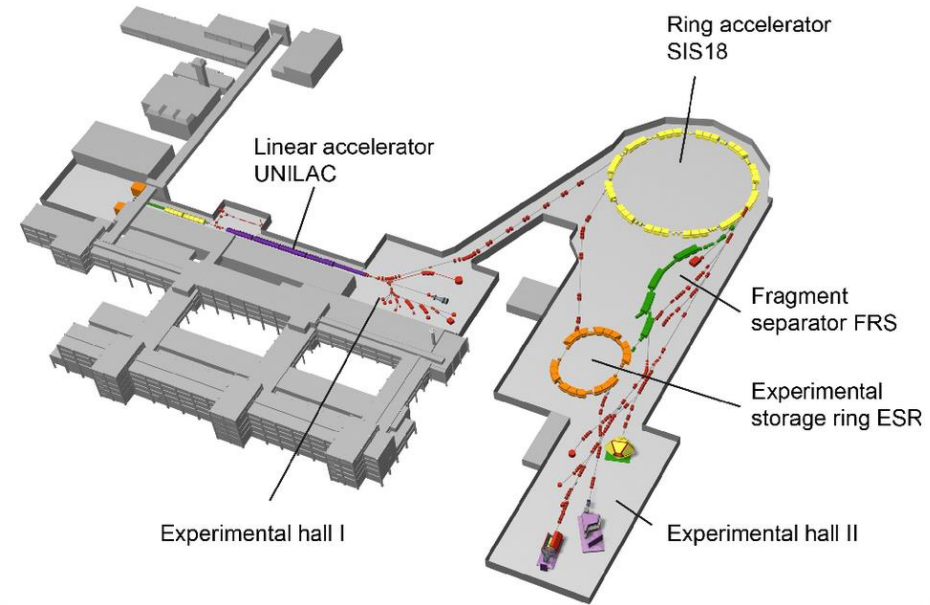 Ring accelerator
SIS18
Linear accelerator
UNILAC
Fragment
separator FRS
Experimental
storage ring ESR
Experimental hall I
Experimental hall II